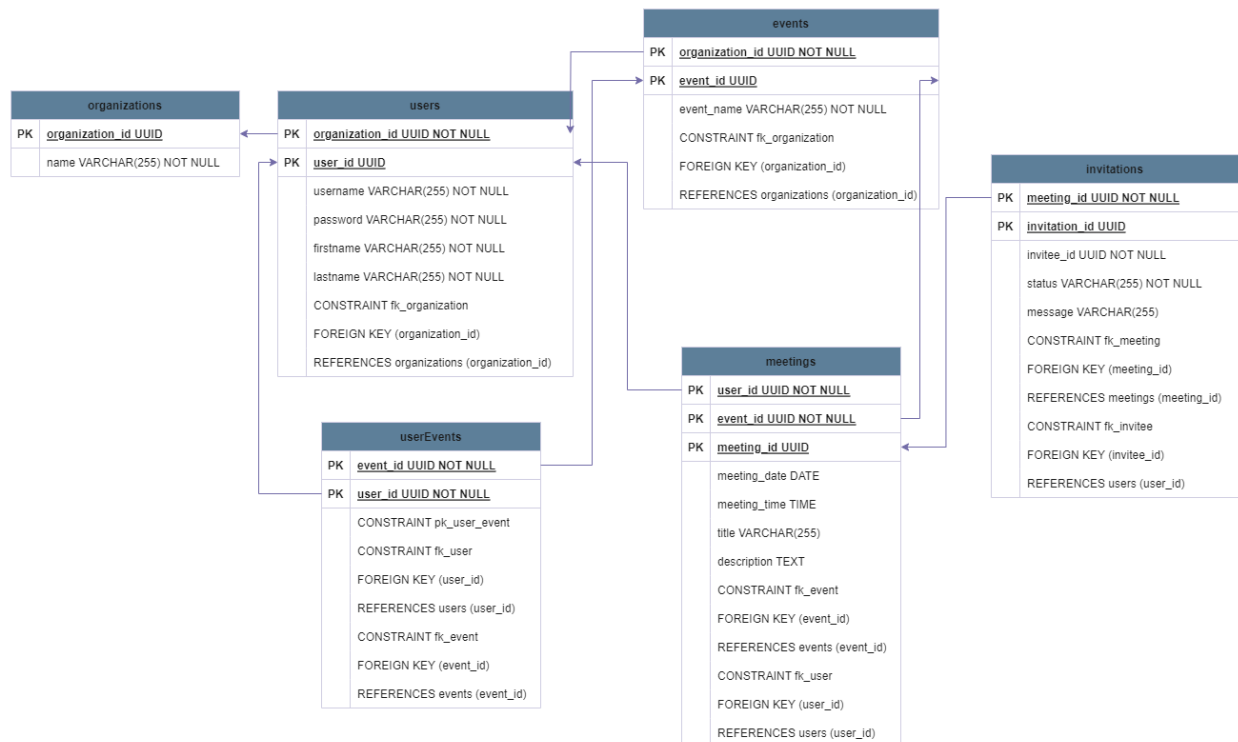 organizations
PK organization_id UUID
name VARCHAR(255) NOT NULL
users
PK organization_id UUID NOT NULL
PK user_id UUID
username VARCHAR(255) NOT NULL
password VARCHAR(255) NOT NULL
firstname VARCHAR(255) NOT NULL
lastname VARCHAR(255) NOT NULL
CONSTRAINT fk_organization
FOREIGN KEY (organization_id)
REFERENCES organizations (organization_id)
events
PK organization_id UUID NOT NULL
PK event_id UUID
event_name VARCHAR(255) NOT NULL
CONSTRAINT fk_organization
FOREIGN KEY (organization_id)
REFERENCES organizations (organization_id)
invitations
PK meeting_id UUID NOT NULL
PK invitation_id UUID
invitee_id UUID NOT NULL
status VARCHAR(255) NOT NULL
message VARCHAR(255)
CONSTRAINT fk_meeting
FOREIGN KEY (meeting_id)
REFERENCES meetings (meeting_id)
CONSTRAINT fk_invitee
FOREIGN KEY (invitee_id)
REFERENCES users (user_id)
userEvents
PK event_id UUID NOT NULL
PK user_id UUID NOT NULL
CONSTRAINT pk_user_event
CONSTRAINT fk_user
FOREIGN KEY (user_id)
REFERENCES users (user_id)
CONSTRAINT fk_event
FOREIGN KEY (event_id)
REFERENCES events (event_id)
meetings
PK user_id UUID NOT NULL
PK event_id UUID NOT NULL
PK meeting_id UUID
meeting_date DATE
meeting_time TIME
title VARCHAR(255)
description TEXT
CONSTRAINT fk_event
FOREIGN KEY (event_id)
REFERENCES events (event_id)
CONSTRAINT fk_user
FOREIGN KEY (user_id)
REFERENCES users (user_id)